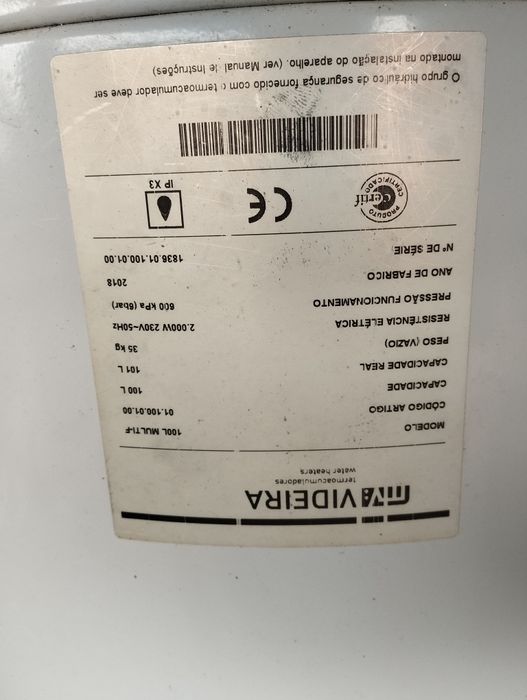 VIDEIRA
termoacumuladores
water heaters
MODELO 100L MULTI-F
CÓDIGO ARTIGO 01.100.01.00
CAPACIDADE 100 L
CAPACIDADE REAL 101 L
PESO (VAZIO) 35 kg
RESISTÊNCIA ELÉTRICA 2.000W 230V~50Hz
PRESSÃO FUNCIONAMENTO 600 kPa (6bar)
ANO DE FABRICO 2018
Nº DE SÉRIE 1836.01.100.01.00
PRODUTO certif CERTIFICADO CE IP X3
O grupo hidráulico de segurança fornecido com o termoacumulador deve ser
montado na instalação do aparelho. (ver Manual de Instruções)